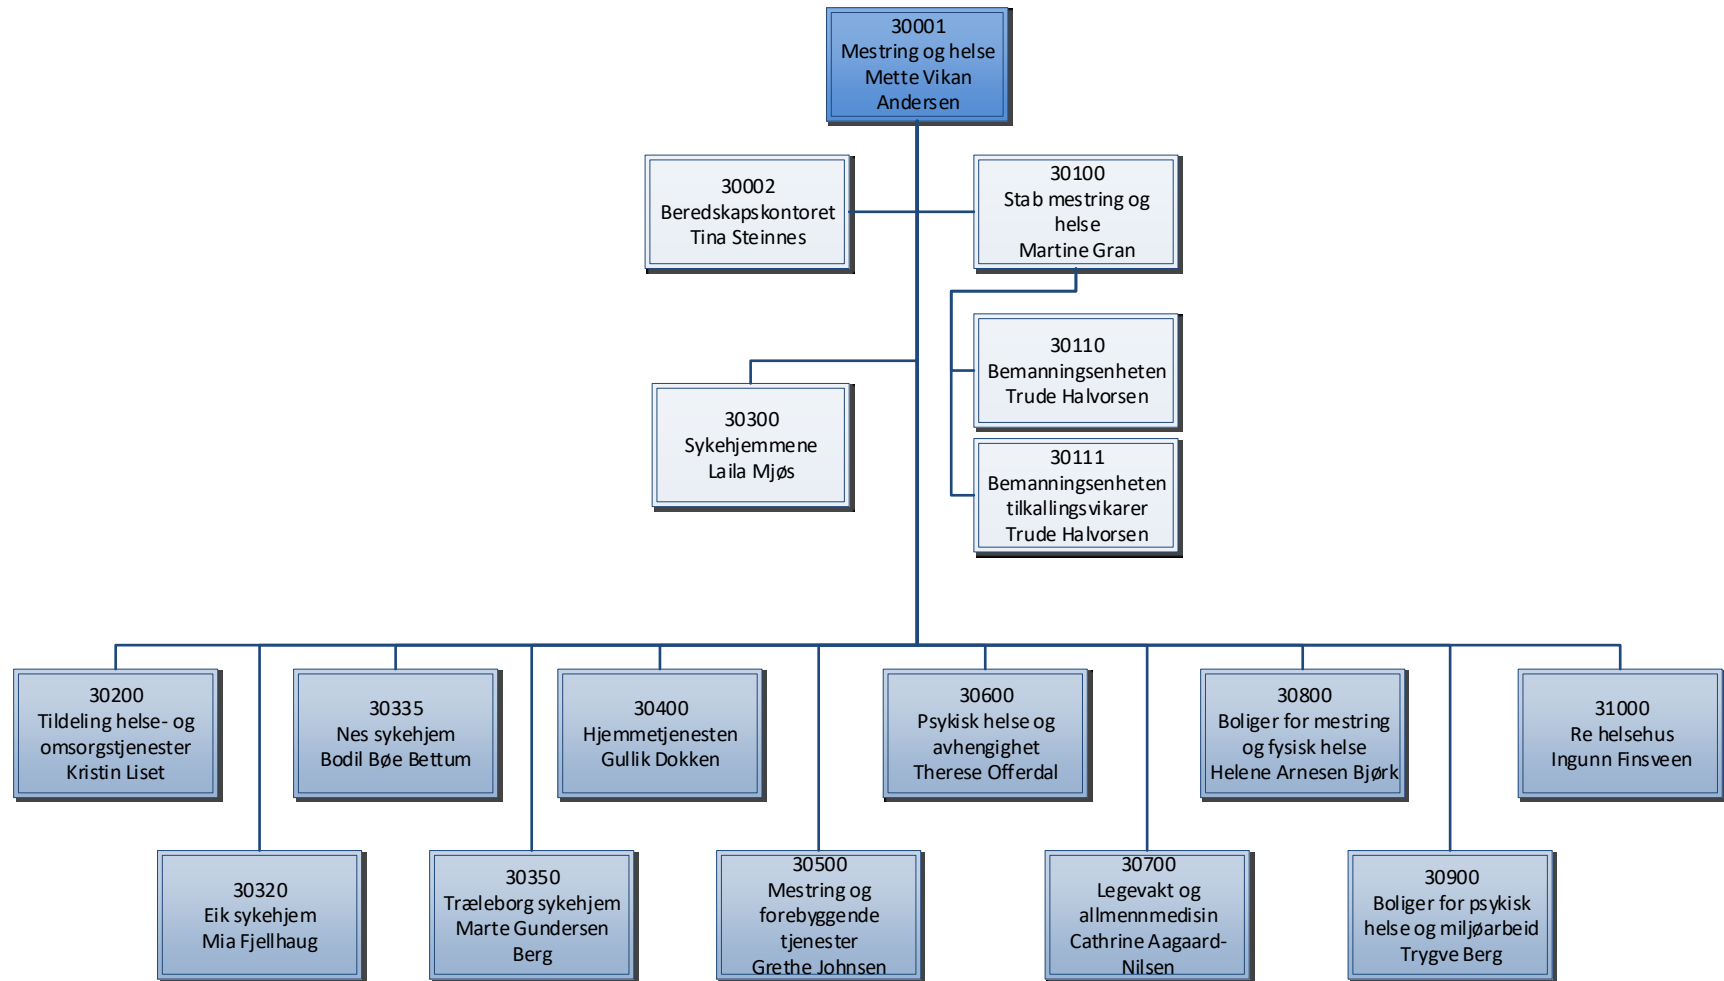 30001
Mestring og helse
Mette Vikan
Andersen
30002
Beredskapskontoret
Tina Steinnes
30100
Stab mestring og
helse
Martine Gran
30110
Bemanningsenheten
Trude Halvorsen
30300
Sykehjemmene
Laila Mjøs
30111
Bemanningsenheten
tilkallingsvikarer
Trude Halvorsen
30200
Tildeling helse- og
omsorgstjenester
Kristin Liset
30335
Nes sykehjem
Bodil Bøe Bettum
30400
Hjemmetjenesten
Gullik Dokken
30600
Psykisk helse og
avhengighet
Therese Offerdal
30800
Boliger for mestring
og fysisk helse
Helene Arnesen Bjørk
31000
Re helsehus
Ingunn Finsveen
30320
Eik sykehjem
Mia Fjellhaug
30350
Træleborg sykehjem
Marte Gundersen
Berg
30500
Mestring og
forebyggende
tjenester
Grethe Johnsen
30700
Legevakt og
allmennmedisin
Cathrine Aagaard-
Nilsen
30900
Boliger for psykisk
helse og miljøarbeid
Trygve Berg